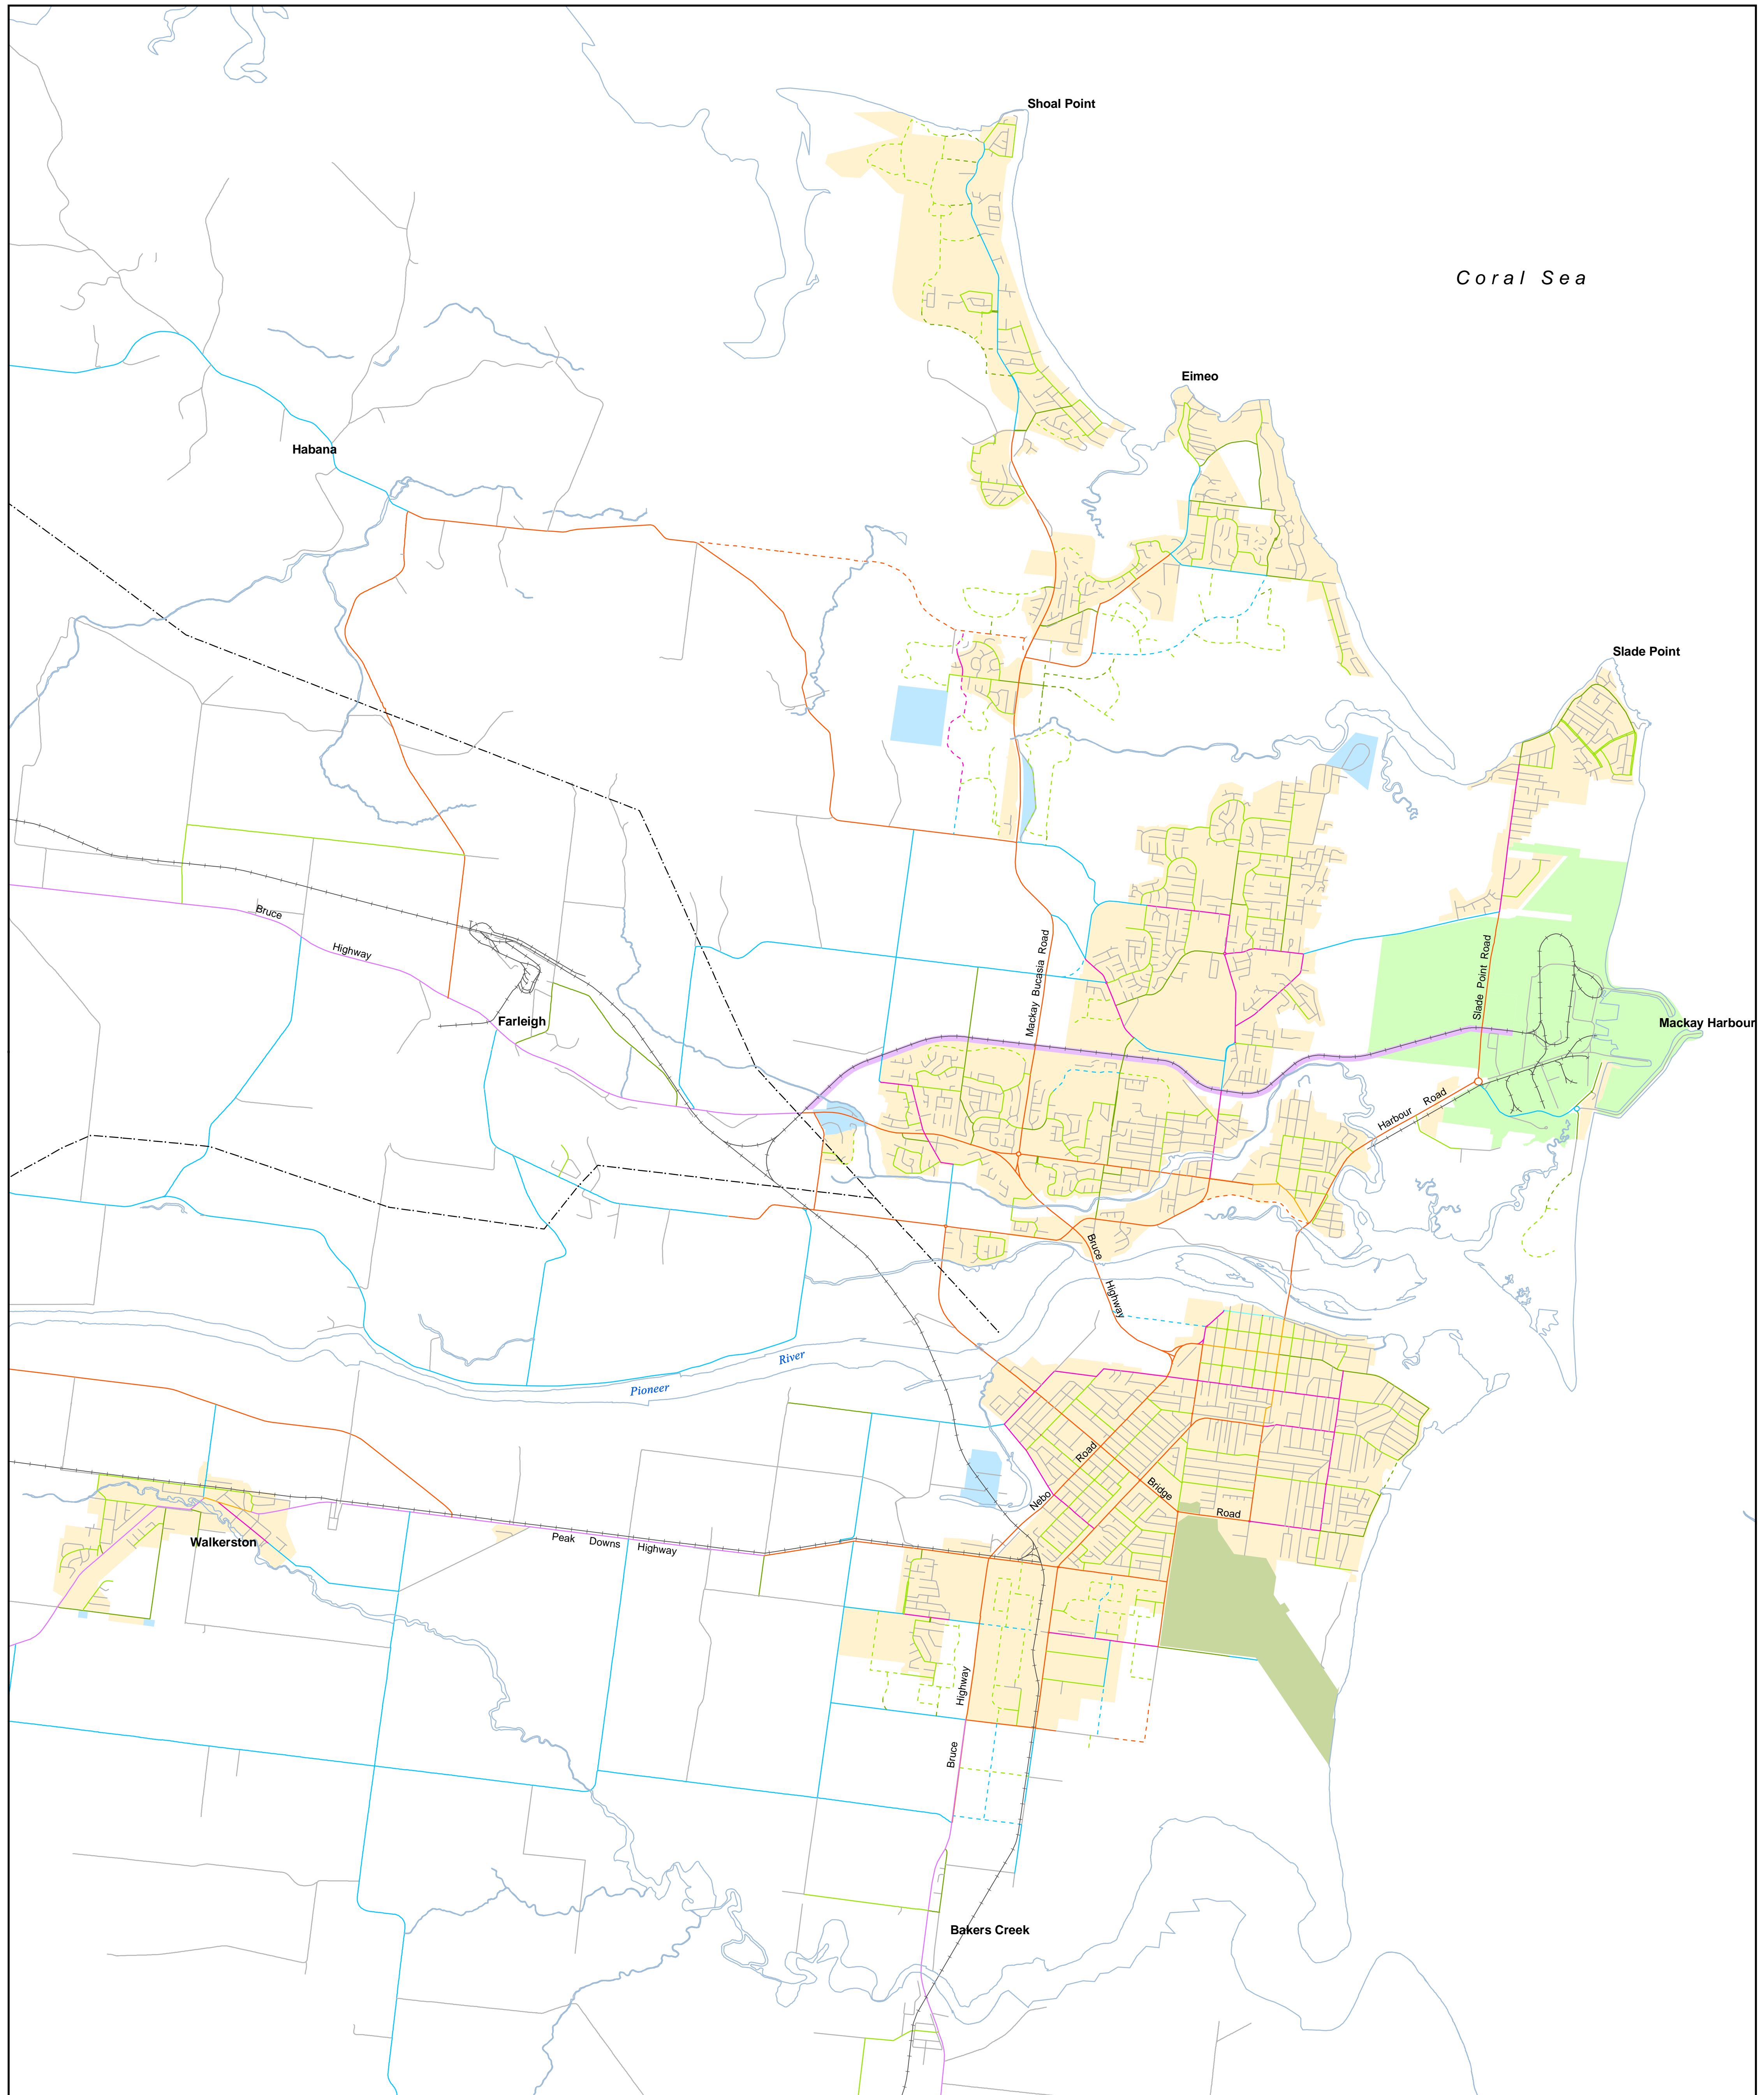 Shoal Point
Coral Sea
Eimeo
Habana
Slade Point
Bruce
Highway
Mackay Bucasia Road
Slade Point Road
Farleigh
Mackay Harbour
Harbour Road
Bruce
Highway
River
Pioneer
Road
Nebo
Bridge
Road
Peak Downs Highway
Walkerston
Highway
Bruce
Bakers Creek